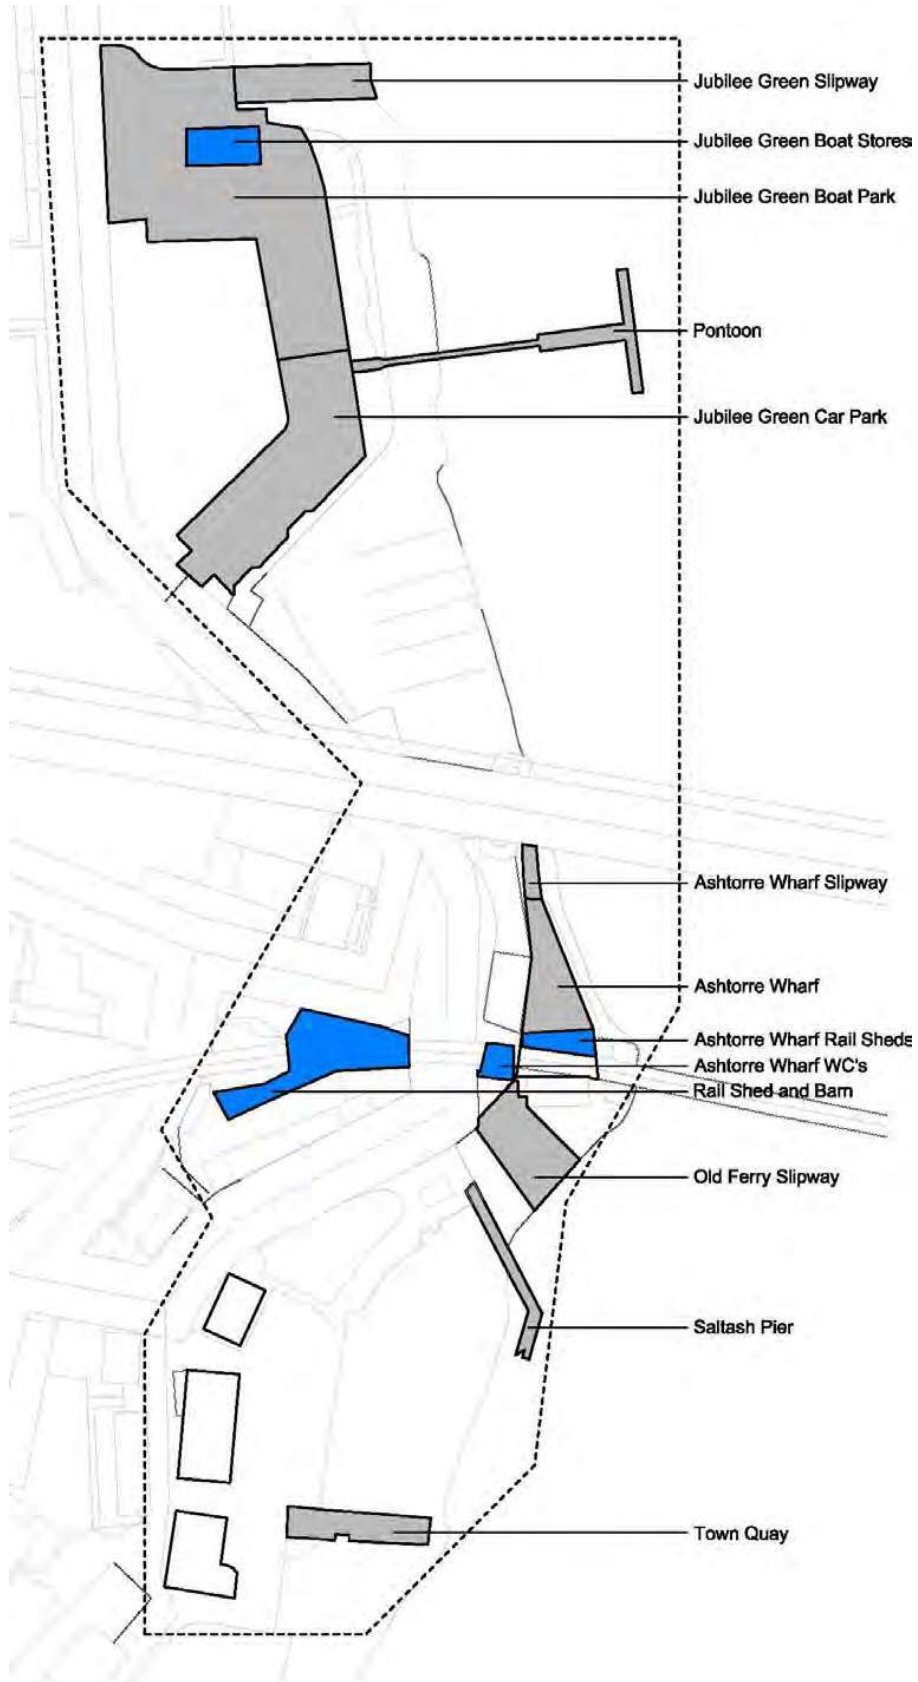 Jubilee Green Slipway
Jubilee Green Boat Stores
Jubilee Green Boat Park
Pontoon
Jubilee Green Car Park
Ashtorre Wharf Slipway
Ashtorre Wharf
Ashtorre Wharf Rail Sheds
Ashtorre Wharf WC's
Rail Shed and Barn
Old Ferry Slipway
Saltash Pier
Town Quay